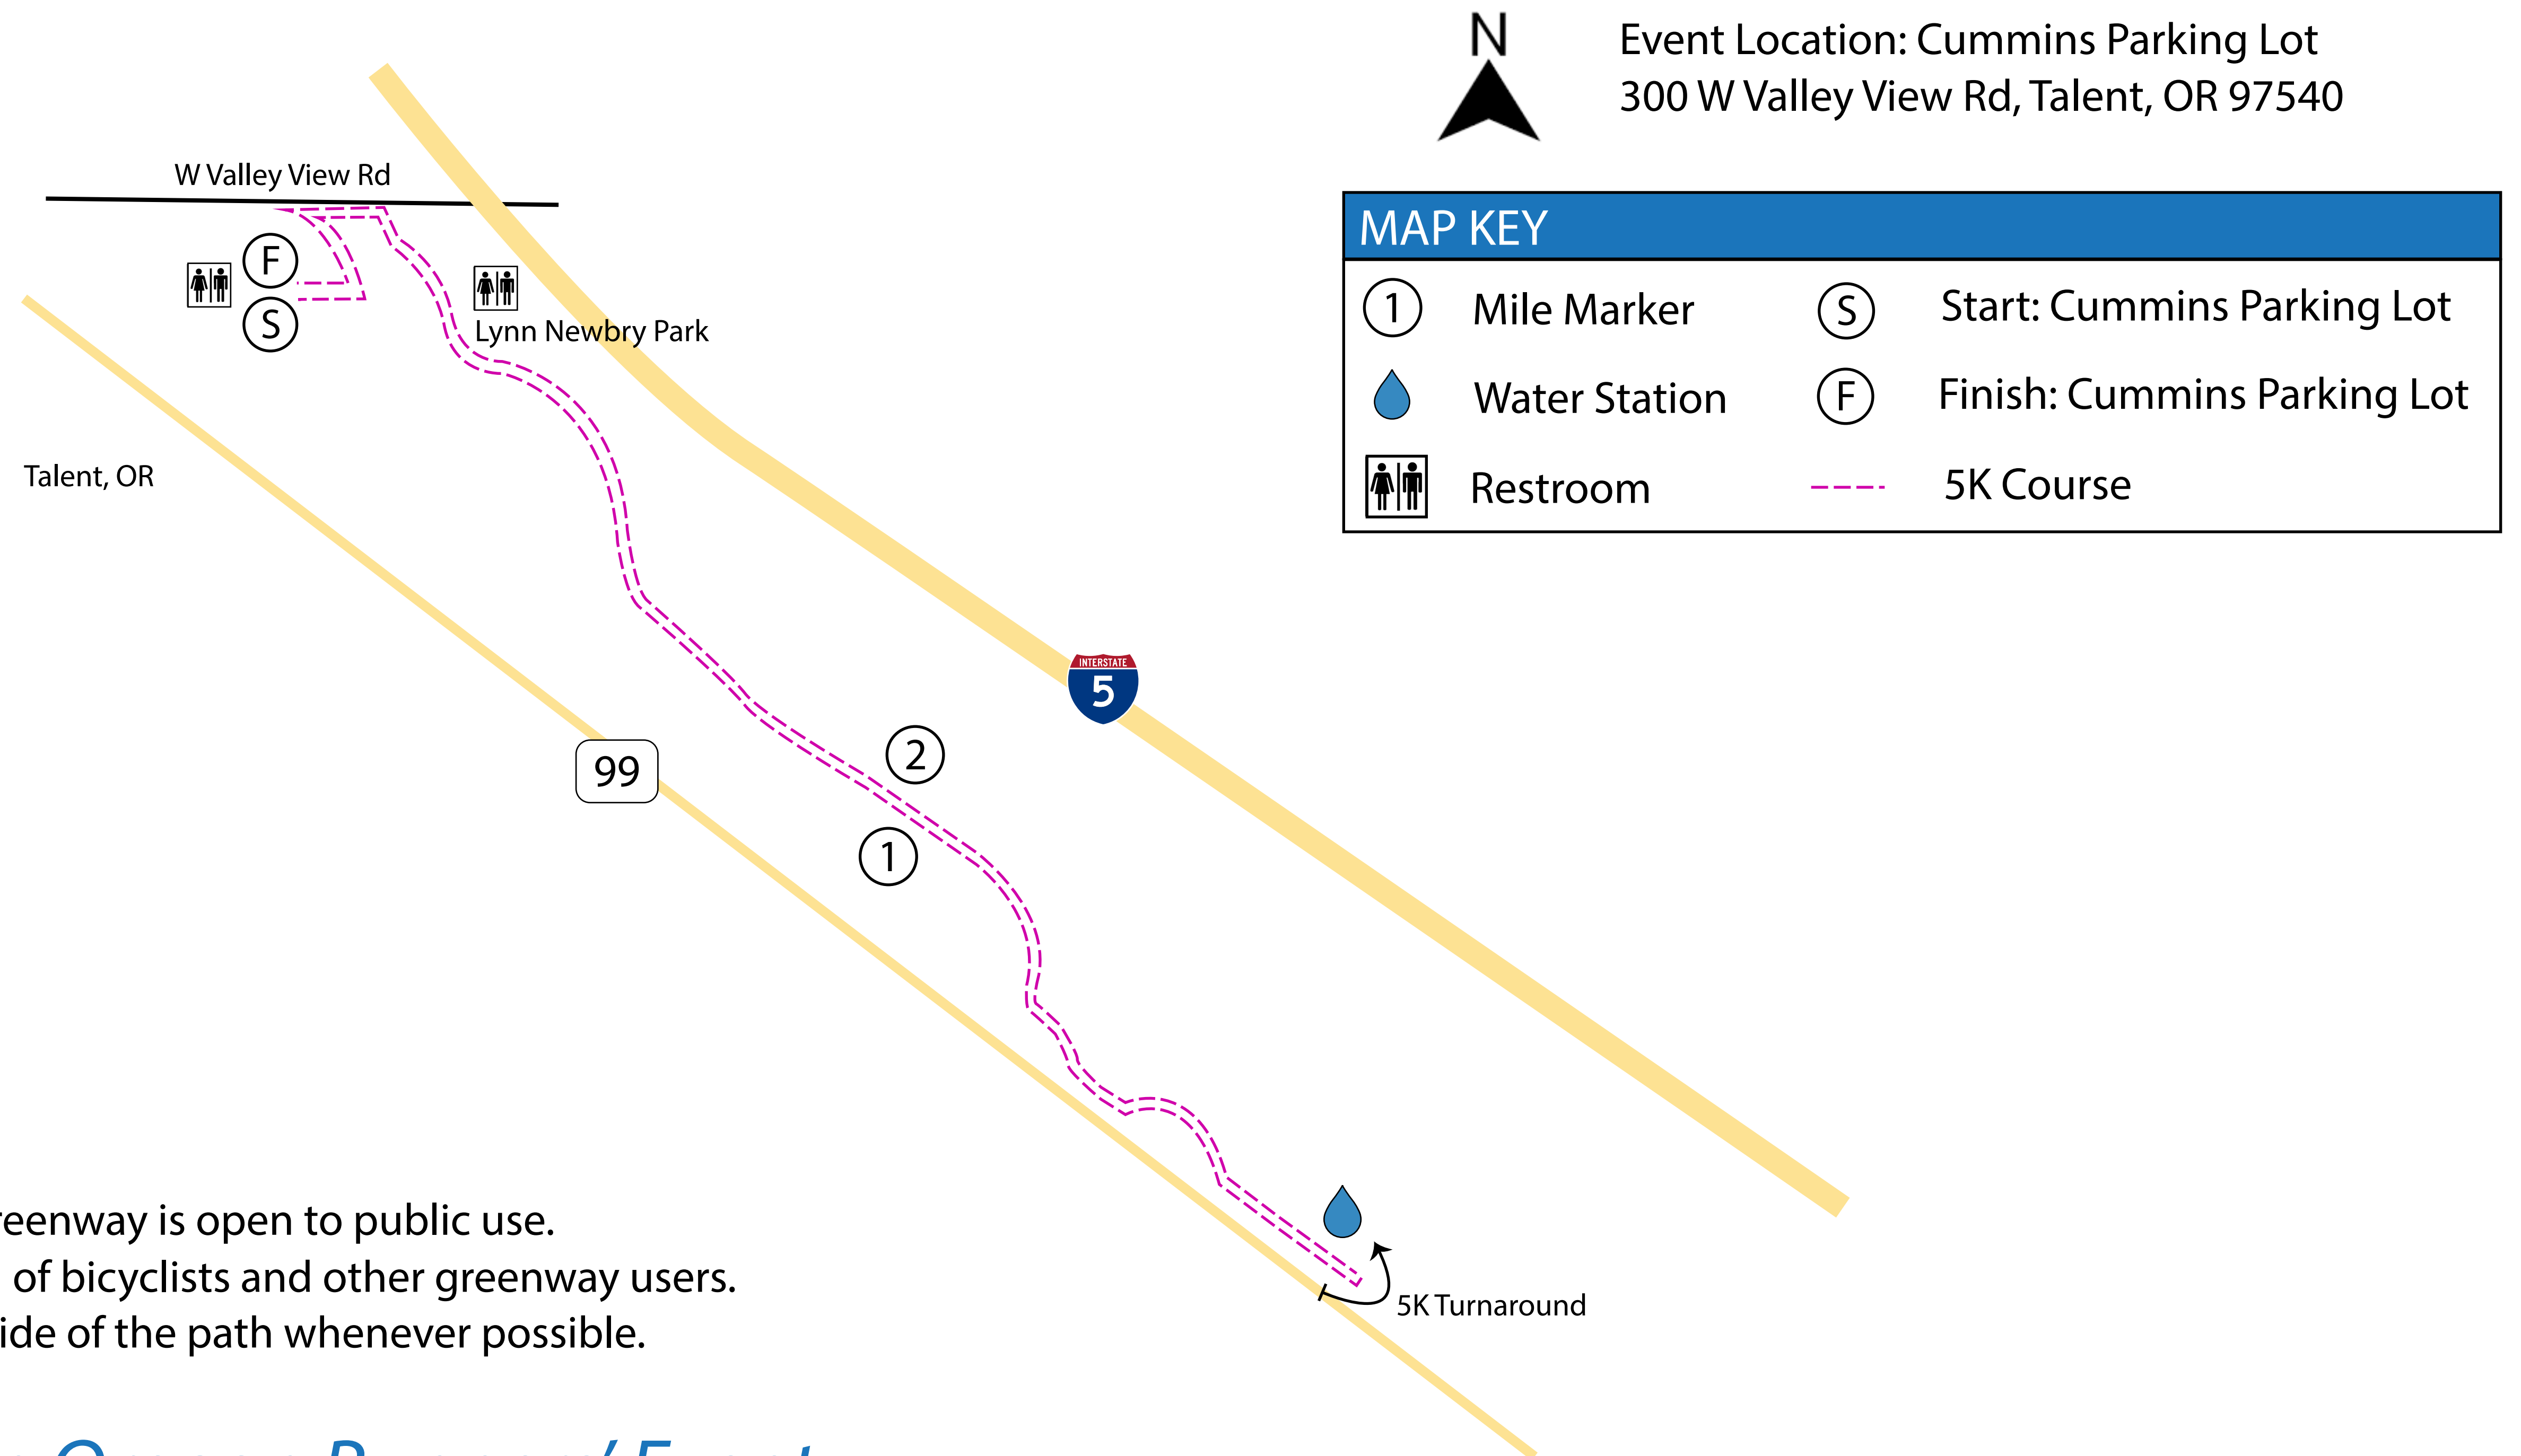 N
Event Location: Cummins Parking Lot
300 W Valley View Rd, Talent, OR 97540
MAP KEY
1 Mile Marker
S Start: Cummins Parking Lot
Water Station
F Finish: Cummins Parking Lot
Restroom
5K Course
W Valley View Rd
F
S
Lynn Newbry Park
Talent, OR
INTERSTATE
5
99
2
1
5K Turnaround
reenway is open to public use.
of bicyclists and other greenway users.
ide of the path whenever possible.